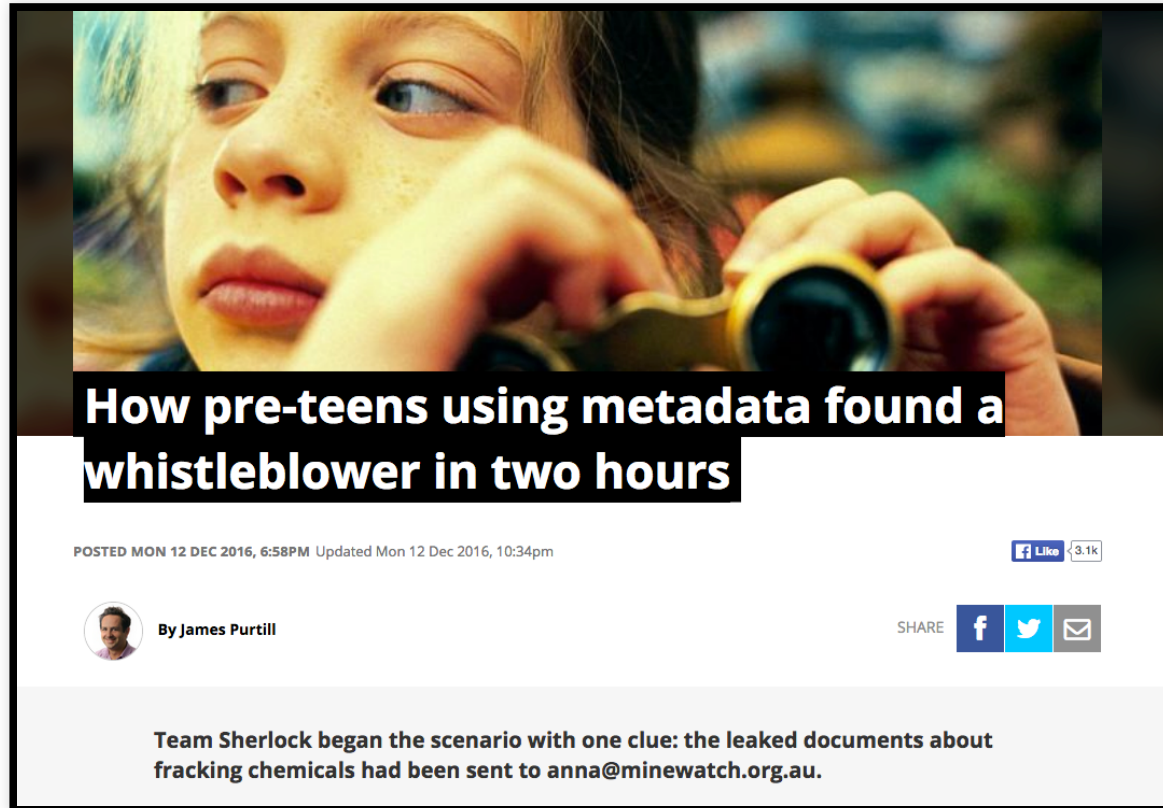 How pre-teens using metadata found a
whistleblower in two hours
POSTED MON 12 DEC 2016, 6:58PM Updated Mon 12 Dec 2016, 10:34pm
Like 3.1k
By James Purtill
SHARE
Team Sherlock began the scenario with one clue: the leaked documents about
fracking chemicals had been sent to anna@minewatch.org.au.